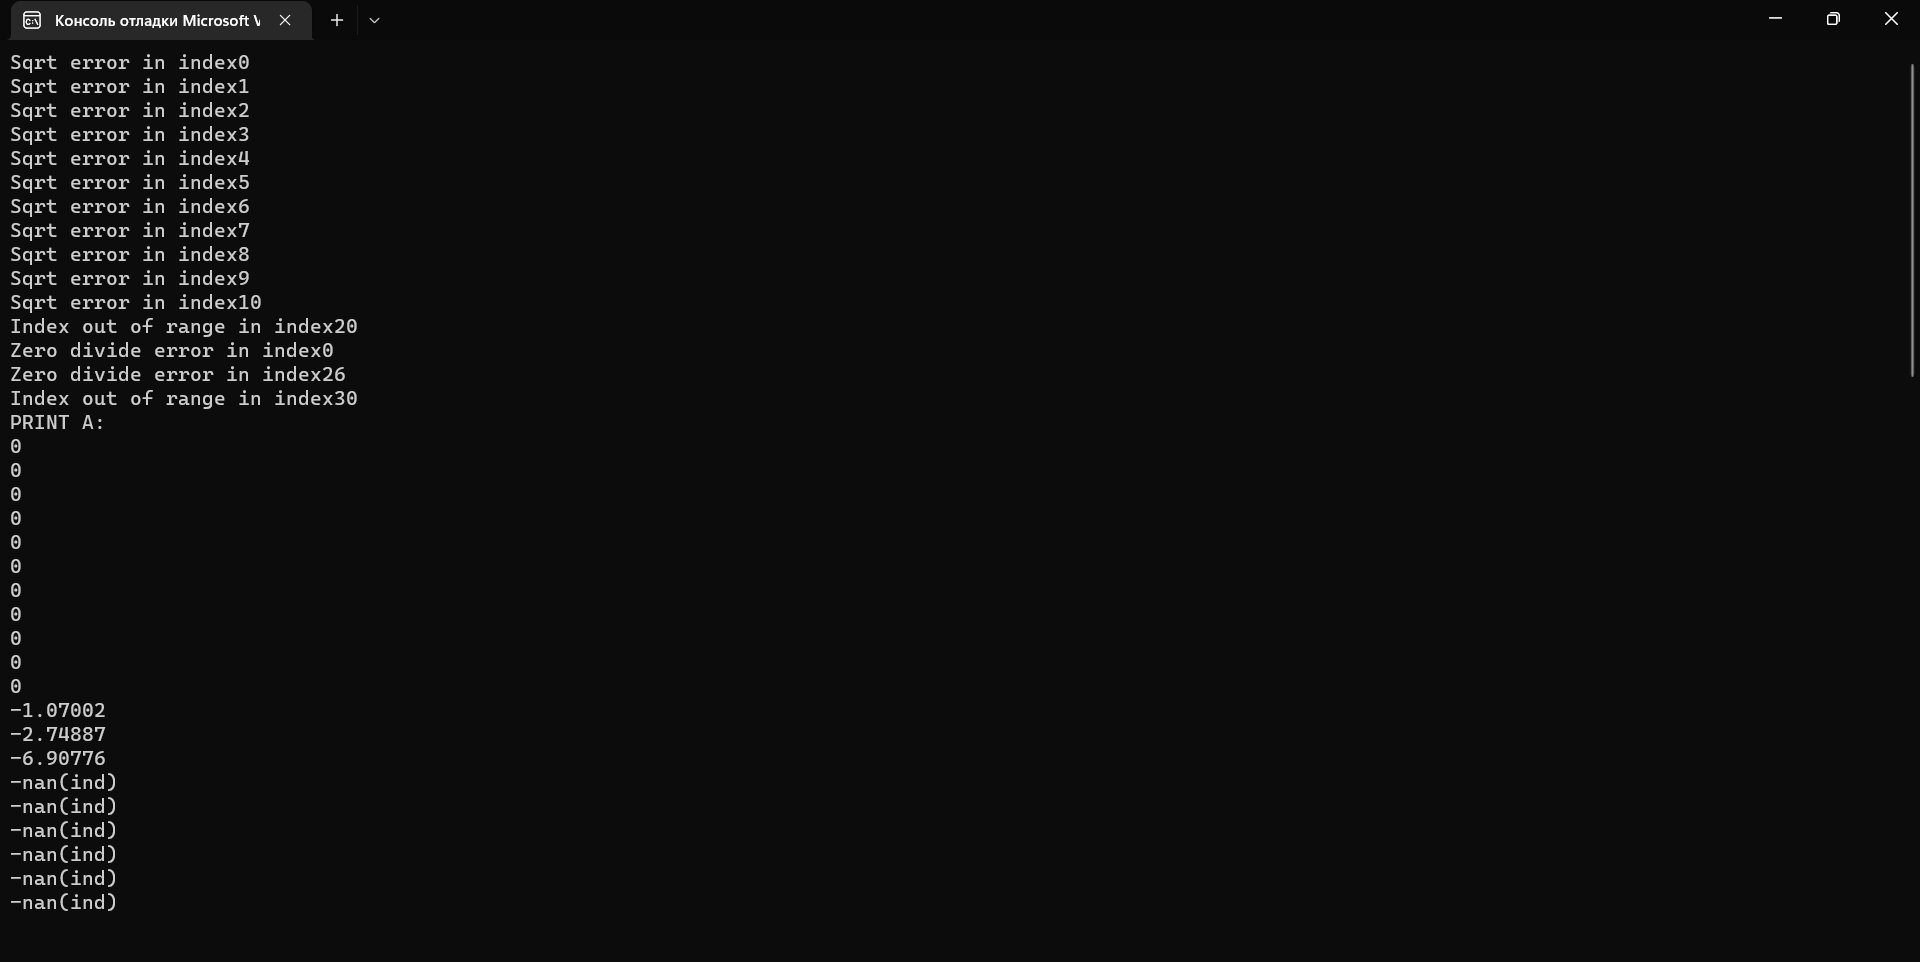 Консоль отладки Microsoft V
Sqrt error in index0
Sqrt error in index1
Sqrt error in index2
Sqrt error in index3
Sqrt error in index4
Sqrt error in index5
Sqrt error in index6
Sqrt error in index7
Sqrt error in index8
Sqrt error in index9
Sqrt error in index10
Index out of range in index20
Zero divide error in index0
Zero divide error in index26
Index out of range in index30
PRINT A:
0
0
0
0
0
0
0
0
0
0
0
-1.07002
-2.74887
-6.90776
-nan(ind)
-nan(ind)
-nan(ind)
-nan(ind)
-nan(ind)
-nan(ind)